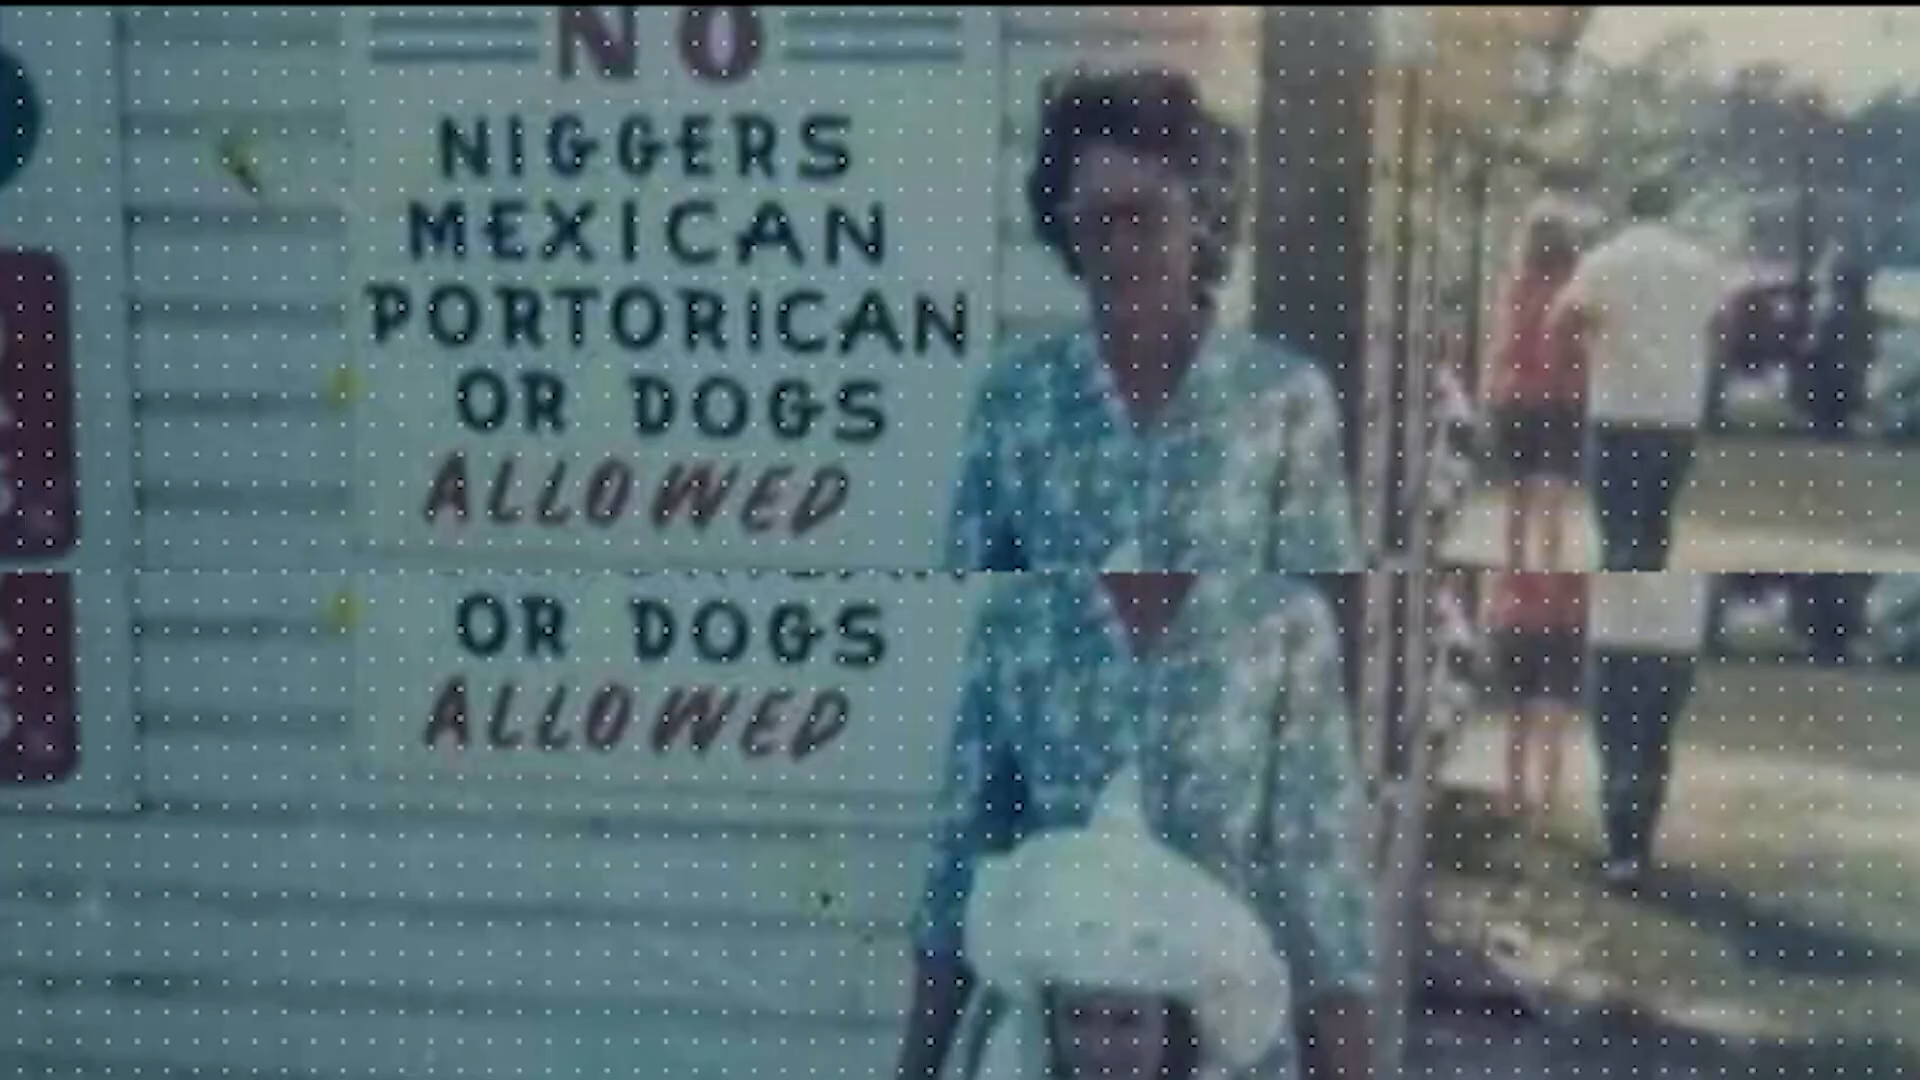 NO
NIGGERS
MEXICAN
PORTORICAN
OR DOGS
ALLOWED
OR DOGS
ALLOWED